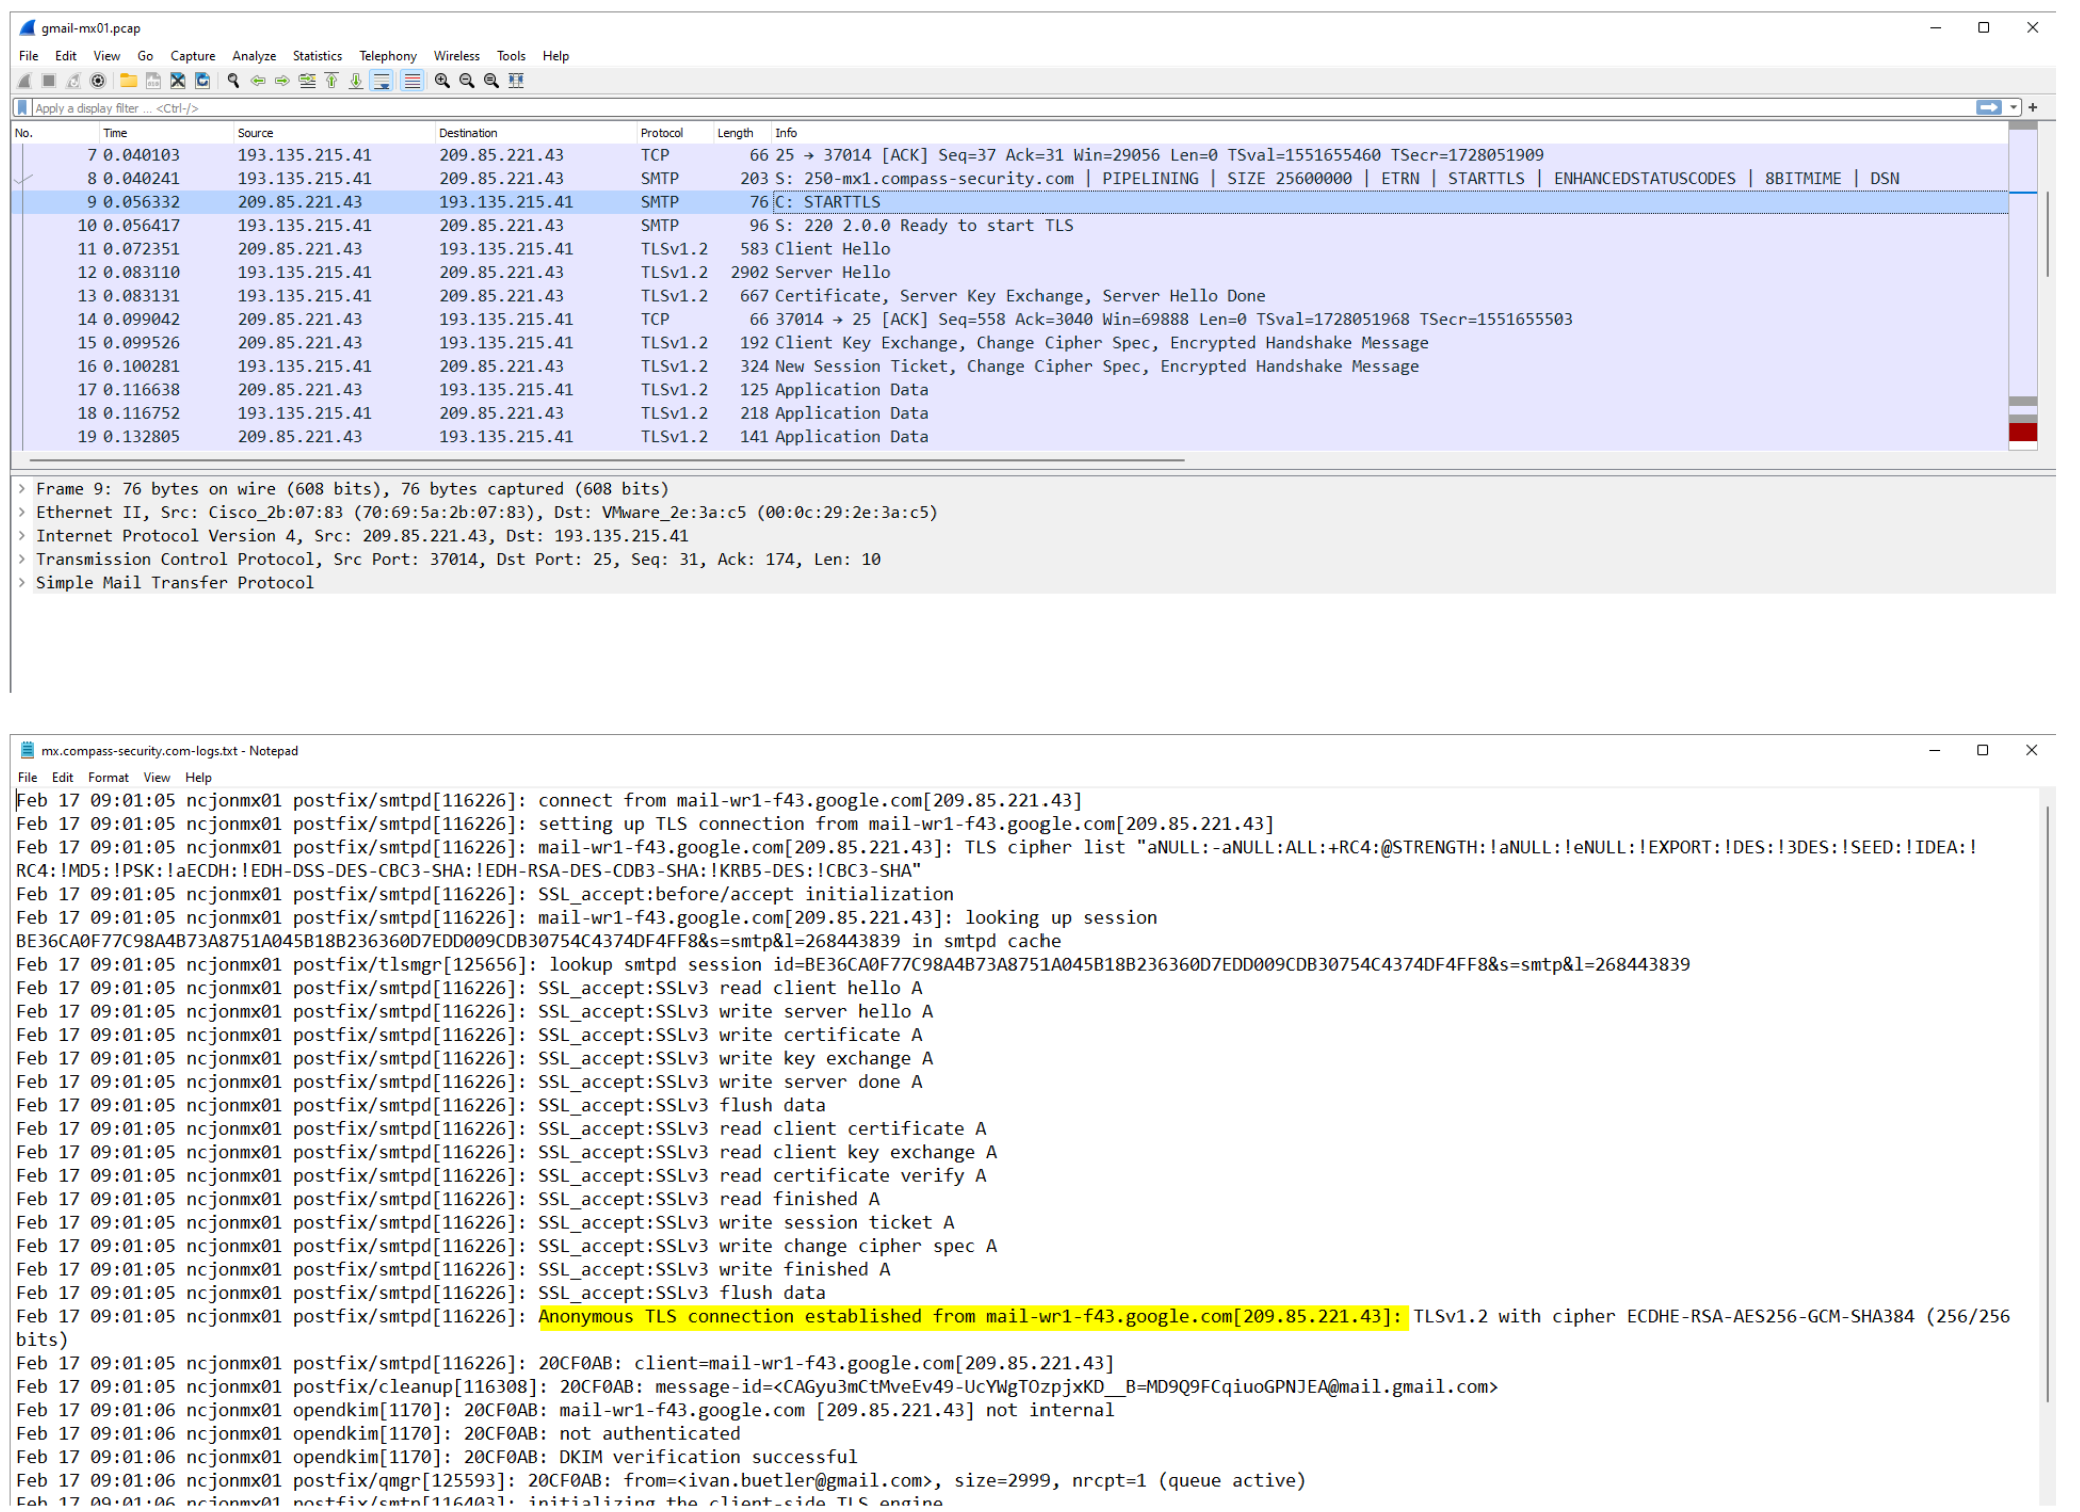 gmail-mx01.pcap
File Edit View Go Capture Analyze Statistics Telephony Wireless Tools Help
Apply a display filter ... <Ctrl-/>
No. Time Source Destination Protocol Length Info
7 0.040103 193.135.215.41 209.85.221.43 TCP 66 25 → 37014 [ACK] Seq=37 Ack=31 Win=29056 Len=0 TSval=1551655460 TSecr=1728051909
8 0.040241 193.135.215.41 209.85.221.43 SMTP 203 S: 250-mx1.compass-security.com | PIPELINING | SIZE 25600000 | ETRN | STARTTLS | ENHANCEDSTATUSCODES | 8BITMIME | DSN
9 0.056332 209.85.221.43 193.135.215.41 SMTP 76 C: STARTTLS
10 0.056417 193.135.215.41 209.85.221.43 SMTP 96 S: 220 2.0.0 Ready to start TLS
11 0.072351 209.85.221.43 193.135.215.41 TLSv1.2 583 Client Hello
12 0.083110 193.135.215.41 209.85.221.43 TLSv1.2 2902 Server Hello
13 0.083131 193.135.215.41 209.85.221.43 TLSv1.2 667 Certificate, Server Key Exchange, Server Hello Done
14 0.099042 209.85.221.43 193.135.215.41 TCP 66 37014 → 25 [ACK] Seq=558 Ack=3040 Win=69888 Len=0 TSval=1728051968 TSecr=1551655503
15 0.099526 209.85.221.43 193.135.215.41 TLSv1.2 192 Client Key Exchange, Change Cipher Spec, Encrypted Handshake Message
16 0.100281 193.135.215.41 209.85.221.43 TLSv1.2 324 New Session Ticket, Change Cipher Spec, Encrypted Handshake Message
17 0.116638 209.85.221.43 193.135.215.41 TLSv1.2 125 Application Data
18 0.116752 193.135.215.41 209.85.221.43 TLSv1.2 218 Application Data
19 0.132805 209.85.221.43 193.135.215.41 TLSv1.2 141 Application Data
> Frame 9: 76 bytes on wire (608 bits), 76 bytes captured (608 bits)
> Ethernet II, Src: Cisco_2b:07:83 (70:69:5a:2b:07:83), Dst: VMware_2e:3a:c5 (00:0c:29:2e:3a:c5)
> Internet Protocol Version 4, Src: 209.85.221.43, Dst: 193.135.215.41
> Transmission Control Protocol, Src Port: 37014, Dst Port: 25, Seq: 31, Ack: 174, Len: 10
> Simple Mail Transfer Protocol
mx.compass-security.com-logs.txt - Notepad
File Edit Format View Help
Feb 17 09:01:05 ncjonmx01 postfix/smtpd[116226]: connect from mail-wr1-f43.google.com[209.85.221.43]
Feb 17 09:01:05 ncjonmx01 postfix/smtpd[116226]: setting up TLS connection from mail-wr1-f43.google.com[209.85.221.43]
Feb 17 09:01:05 ncjonmx01 postfix/smtpd[116226]: mail-wr1-f43.google.com[209.85.221.43]: TLS cipher list "aNULL:-aNULL:ALL:+RC4:@STRENGTH:!aNULL:!eNULL:!EXPORT:!DES:!3DES:!SEED:!IDEA:!
RC4:!MD5:!PSK:!aECDH:!EDH-DSS-DES-CBC3-SHA:!EDH-RSA-DES-CDB3-SHA:!KRB5-DES:!CBC3-SHA"
Feb 17 09:01:05 ncjonmx01 postfix/smtpd[116226]: SSL_accept:before/accept initialization
Feb 17 09:01:05 ncjonmx01 postfix/smtpd[116226]: mail-wr1-f43.google.com[209.85.221.43]: looking up session
BE36CA0F77C98A4B73A8751A045B18B236360D7EDD009CDB30754C4374DF4FF8&s=smtp&l=268443839 in smtpd cache
Feb 17 09:01:05 ncjonmx01 postfix/tlsmgr[125656]: lookup smtpd session id=BE36CA0F77C98A4B73A8751A045B18B236360D7EDD009CDB30754C4374DF4FF8&s=smtp&l=268443839
Feb 17 09:01:05 ncjonmx01 postfix/smtpd[116226]: SSL_accept:SSLv3 read client hello A
Feb 17 09:01:05 ncjonmx01 postfix/smtpd[116226]: SSL_accept:SSLv3 write server hello A
Feb 17 09:01:05 ncjonmx01 postfix/smtpd[116226]: SSL_accept:SSLv3 write certificate A
Feb 17 09:01:05 ncjonmx01 postfix/smtpd[116226]: SSL_accept:SSLv3 write key exchange A
Feb 17 09:01:05 ncjonmx01 postfix/smtpd[116226]: SSL_accept:SSLv3 write server done A
Feb 17 09:01:05 ncjonmx01 postfix/smtpd[116226]: SSL_accept:SSLv3 flush data
Feb 17 09:01:05 ncjonmx01 postfix/smtpd[116226]: SSL_accept:SSLv3 read client certificate A
Feb 17 09:01:05 ncjonmx01 postfix/smtpd[116226]: SSL_accept:SSLv3 read client key exchange A
Feb 17 09:01:05 ncjonmx01 postfix/smtpd[116226]: SSL_accept:SSLv3 read certificate verify A
Feb 17 09:01:05 ncjonmx01 postfix/smtpd[116226]: SSL_accept:SSLv3 read finished A
Feb 17 09:01:05 ncjonmx01 postfix/smtpd[116226]: SSL_accept:SSLv3 write session ticket A
Feb 17 09:01:05 ncjonmx01 postfix/smtpd[116226]: SSL_accept:SSLv3 write change cipher spec A
Feb 17 09:01:05 ncjonmx01 postfix/smtpd[116226]: SSL_accept:SSLv3 write finished A
Feb 17 09:01:05 ncjonmx01 postfix/smtpd[116226]: SSL_accept:SSLv3 flush data
Feb 17 09:01:05 ncjonmx01 postfix/smtpd[116226]: Anonymous TLS connection established from mail-wr1-f43.google.com[209.85.221.43]: TLSv1.2 with cipher ECDHE-RSA-AES256-GCM-SHA384 (256/256
bits)
Feb 17 09:01:05 ncjonmx01 postfix/smtpd[116226]: 20CF0AB: client=mail-wr1-f43.google.com[209.85.221.43]
Feb 17 09:01:05 ncjonmx01 postfix/cleanup[116308]: 20CF0AB: message-id=<CAGyu3mCtMveEv49-UcYWgTOzpjxKD__B=MD9Q9FCqiuoGPNJEA@mail.gmail.com>
Feb 17 09:01:06 ncjonmx01 opendkim[1170]: 20CF0AB: mail-wr1-f43.google.com [209.85.221.43] not internal
Feb 17 09:01:06 ncjonmx01 opendkim[1170]: 20CF0AB: not authenticated
Feb 17 09:01:06 ncjonmx01 opendkim[1170]: 20CF0AB: DKIM verification successful
Feb 17 09:01:06 ncjonmx01 postfix/qmgr[125593]: 20CF0AB: from=<ivan.buetler@gmail.com>, size=2999, nrcpt=1 (queue active)
Feb 17 09:01:06 ncjonmx01 postfix/smtp[116403]: initializing the client-side TLS engine